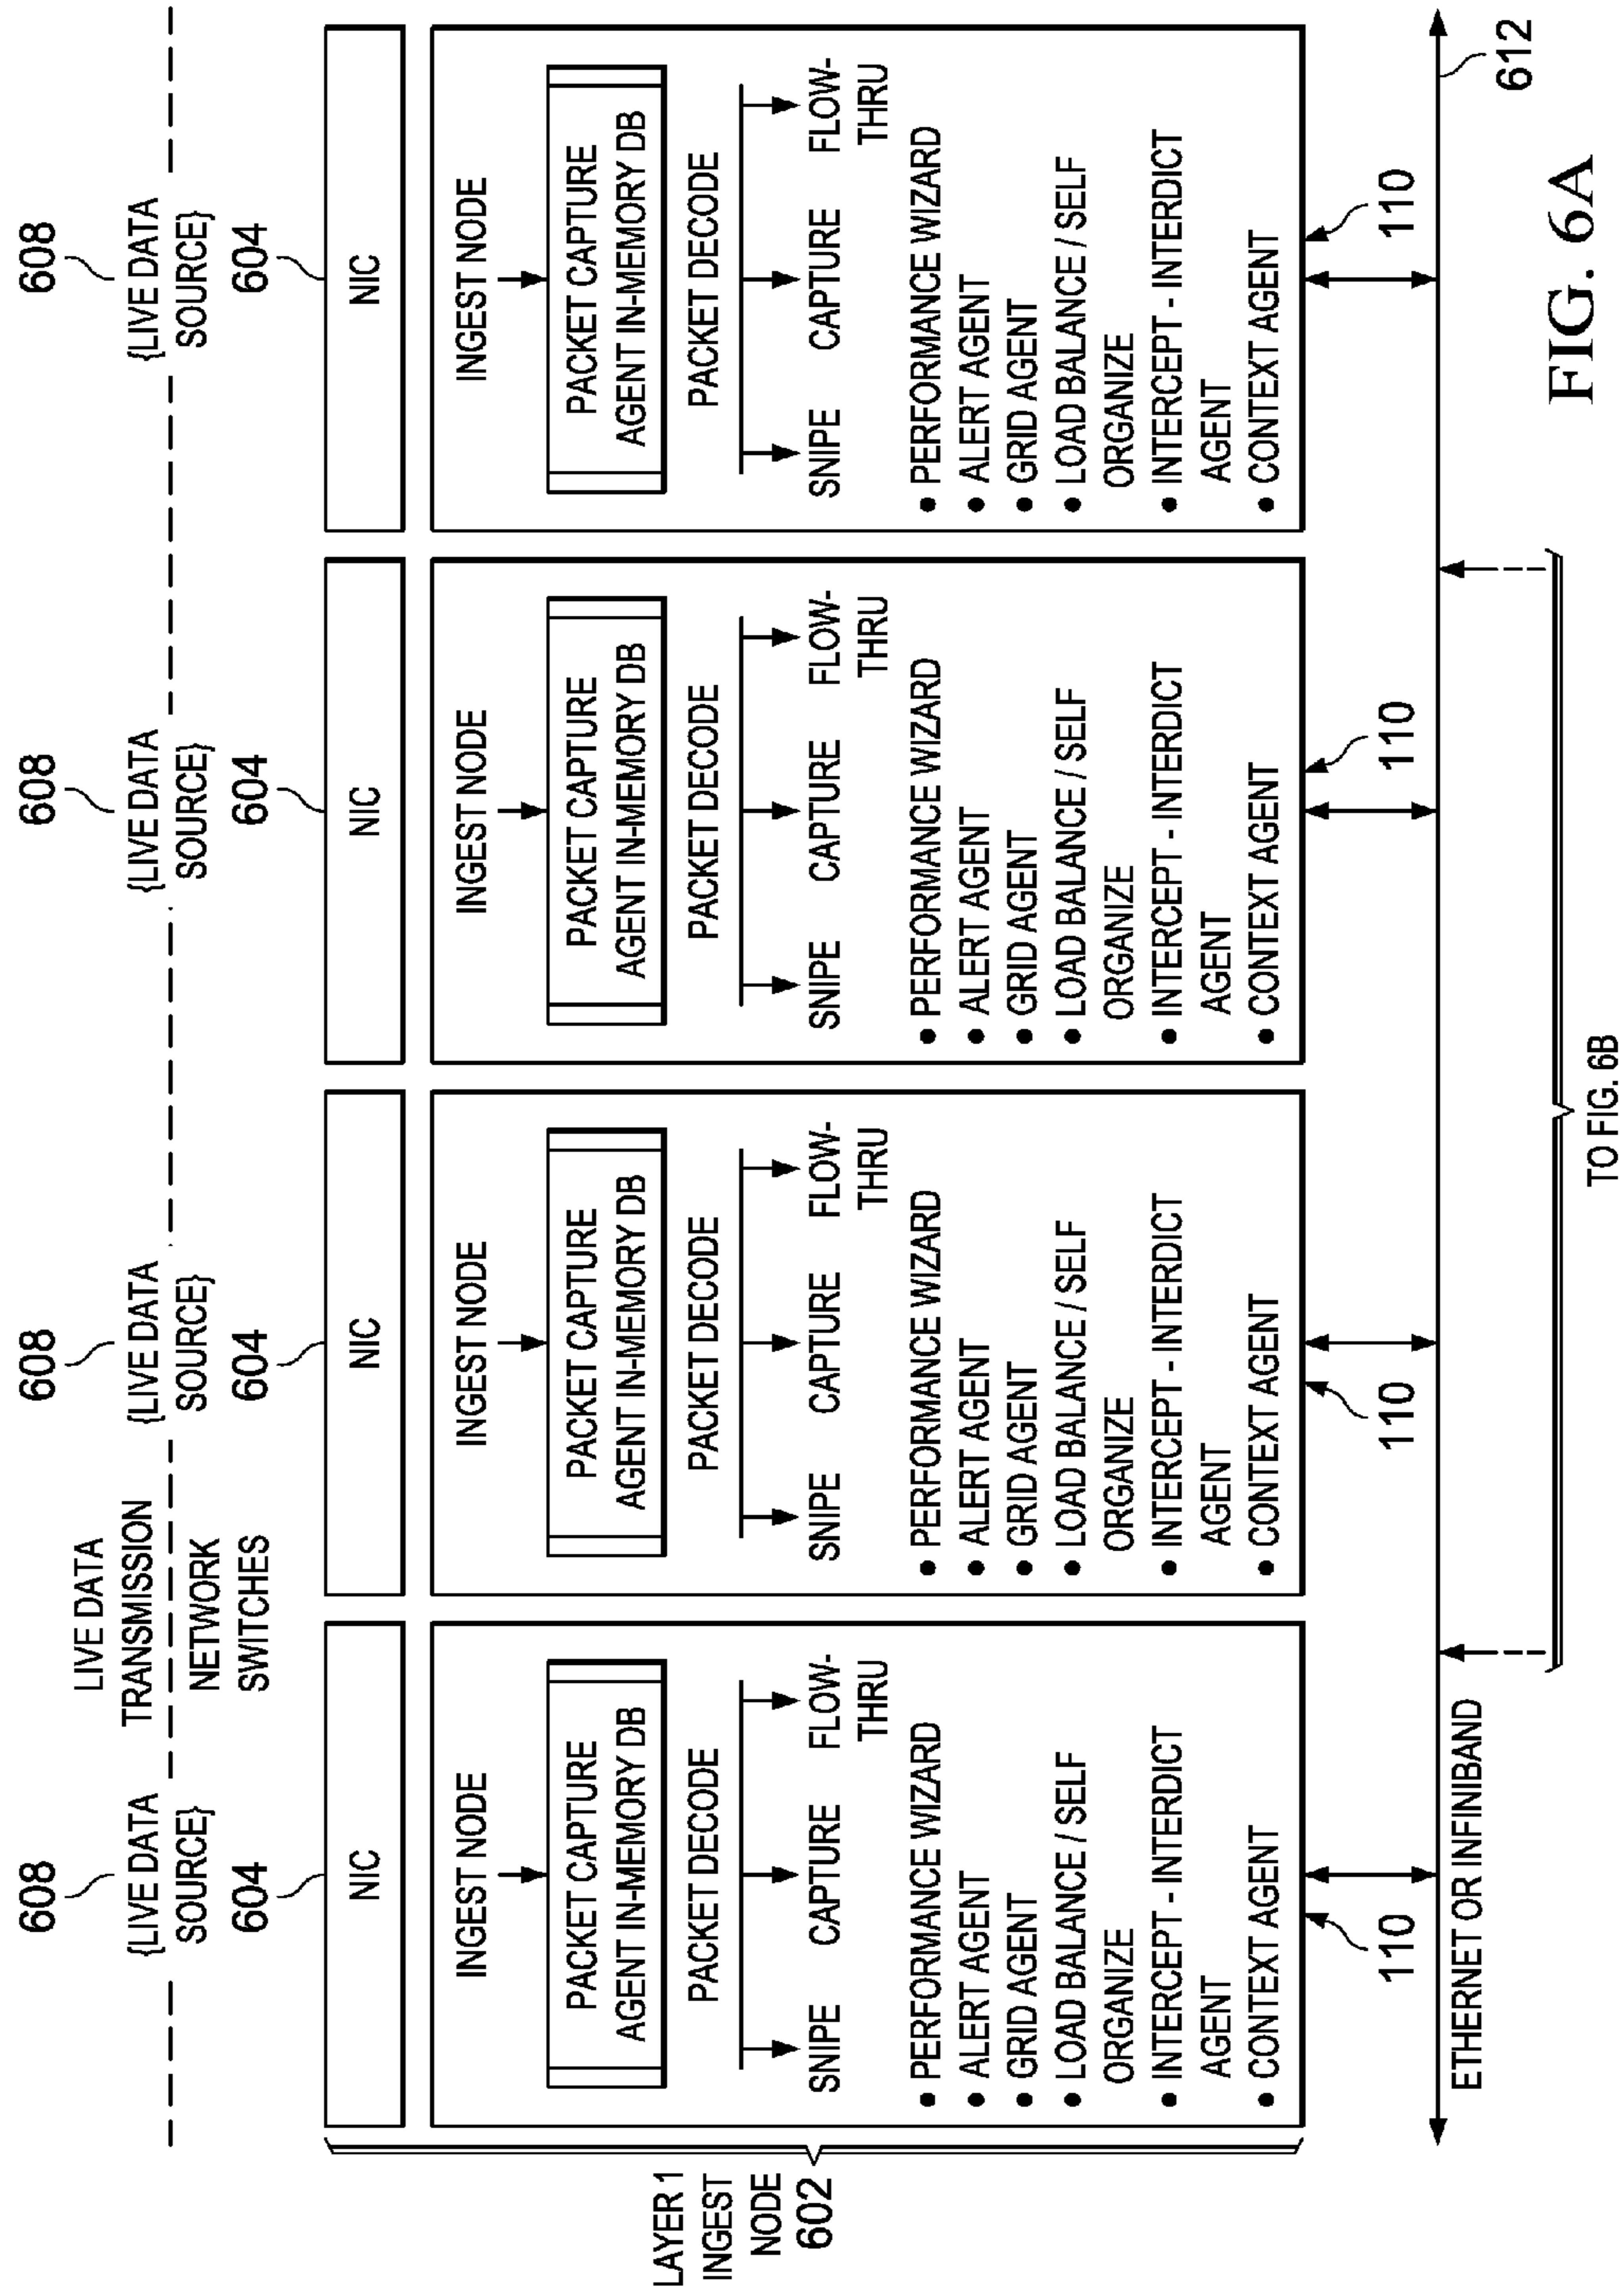 608
608
608
608
LIVE DATA
TRANSMISSION
{LIVE DATA
SOURCE}
{LIVE DATA
SOURCE}
{LIVE DATA
SOURCE}
{LIVE DATA
SOURCE}
NETWORK
SWITCHES
604
604
604
604
NIC
NIC
NIC
NIC
LAYER 1
INGEST
NODE
602
INGEST NODE
PACKET CAPTURE
AGENT IN-MEMORY DB
PACKET DECODE
SNIPE CAPTURE FLOW-
THRU
• PERFORMANCE WIZARD
• ALERT AGENT
• GRID AGENT
• LOAD BALANCE / SELF
ORGANIZE
• INTERCEPT - INTERDICT
AGENT
• CONTEXT AGENT
INGEST NODE
PACKET CAPTURE
AGENT IN-MEMORY DB
PACKET DECODE
SNIPE CAPTURE FLOW-
THRU
• PERFORMANCE WIZARD
• ALERT AGENT
• GRID AGENT
• LOAD BALANCE / SELF
ORGANIZE
• INTERCEPT - INTERDICT
AGENT
• CONTEXT AGENT
INGEST NODE
PACKET CAPTURE
AGENT IN-MEMORY DB
PACKET DECODE
SNIPE CAPTURE FLOW-
THRU
• PERFORMANCE WIZARD
• ALERT AGENT
• GRID AGENT
• LOAD BALANCE / SELF
ORGANIZE
• INTERCEPT - INTERDICT
AGENT
• CONTEXT AGENT
INGEST NODE
PACKET CAPTURE
AGENT IN-MEMORY DB
PACKET DECODE
SNIPE CAPTURE FLOW-
THRU
• PERFORMANCE WIZARD
• ALERT AGENT
• GRID AGENT
• LOAD BALANCE / SELF
ORGANIZE
• INTERCEPT - INTERDICT
AGENT
• CONTEXT AGENT
110
110
110
110
ETHERNET OR INFINIBAND
612
TO FIG. 6B
FIG. 6A